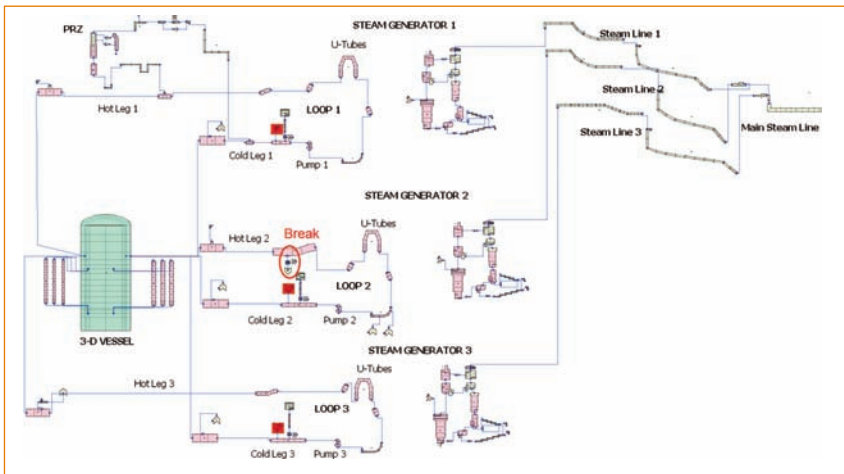 STEAM GENERATOR 1
PRZ
U-Tubes
Steam Line 1
Hot Leg 1
LOOP 1
Steam Line 2
Cold Leg 1
Pump 1
Steam Line 3
Main Steam Line
STEAM GENERATOR 2
Break
U-Tubes
Hot Leg 2
LOOP 2
Cold Leg 2
Pump 2
3-D VESSEL
STEAM GENERATOR 3
U-Tubes
Hot Leg 3
LOOP 3
Cold Leg 3
Pump 3